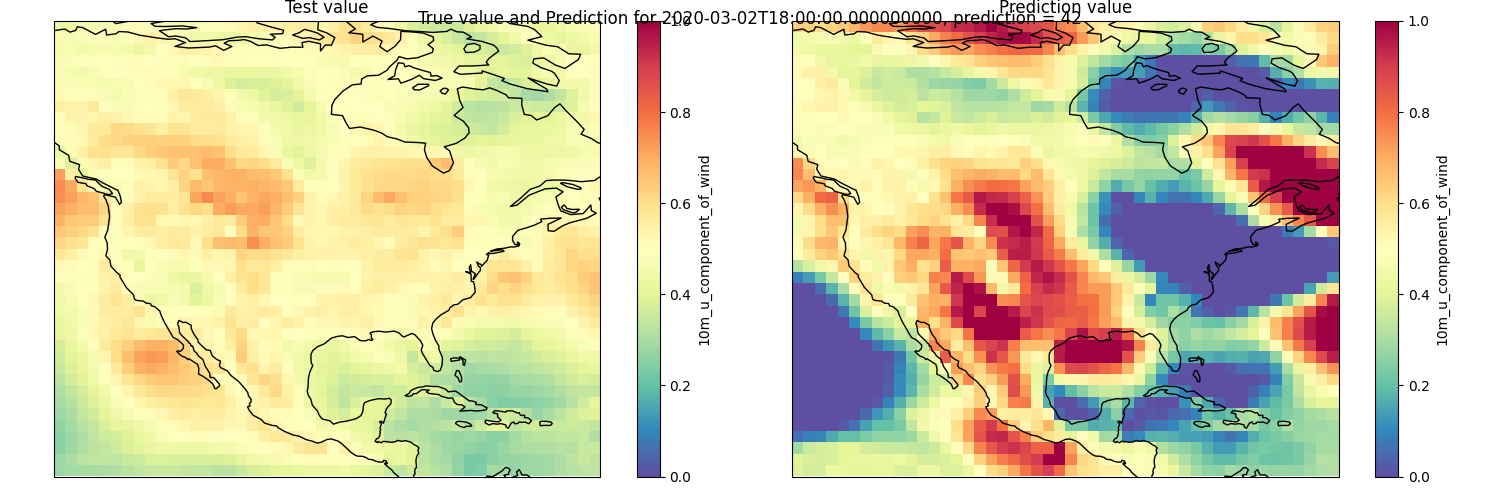 Test value
True value and Prediction for 2020-03-02T18:00:00.000000000, prediction = 42
Prediction value
1.0
0.8
0.6
0.4
0.2
0.0
10m_u_component_of_wind
1.0
0.8
0.6
0.4
0.2
0.0
10m_u_component_of_wind